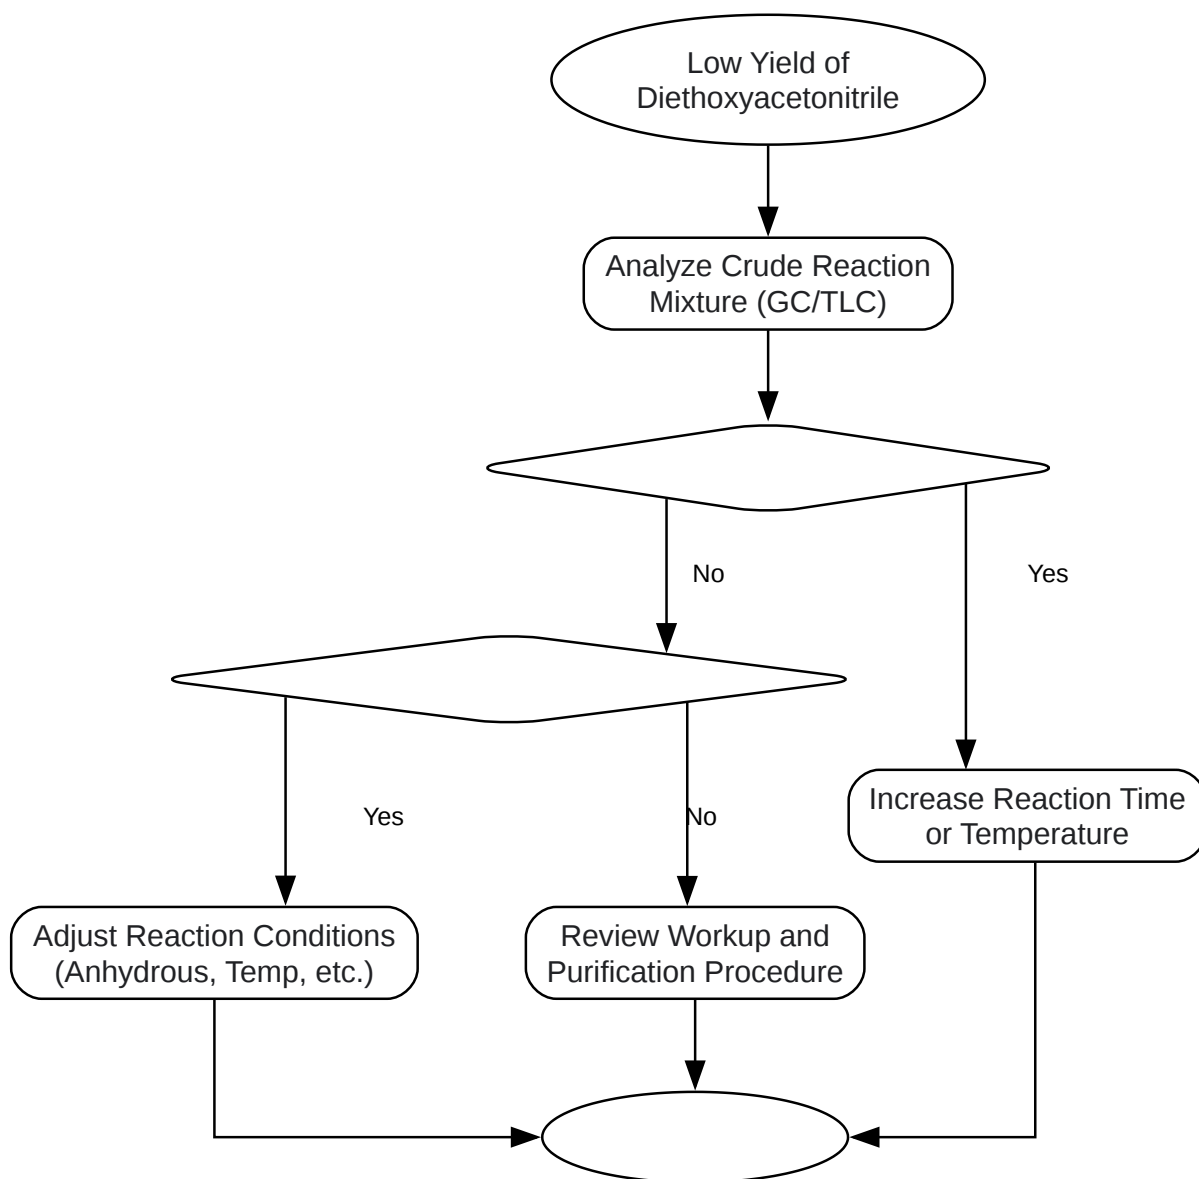 Low Yield of
Diethoxyacetonitrile
Analyze Crude Reaction
Mixture (GC/TLC)
No
Yes
Yes
No
Increase Reaction Time
or Temperature
Adjust Reaction Conditions
(Anhydrous, Temp, etc.)
Review Workup and
Purification Procedure